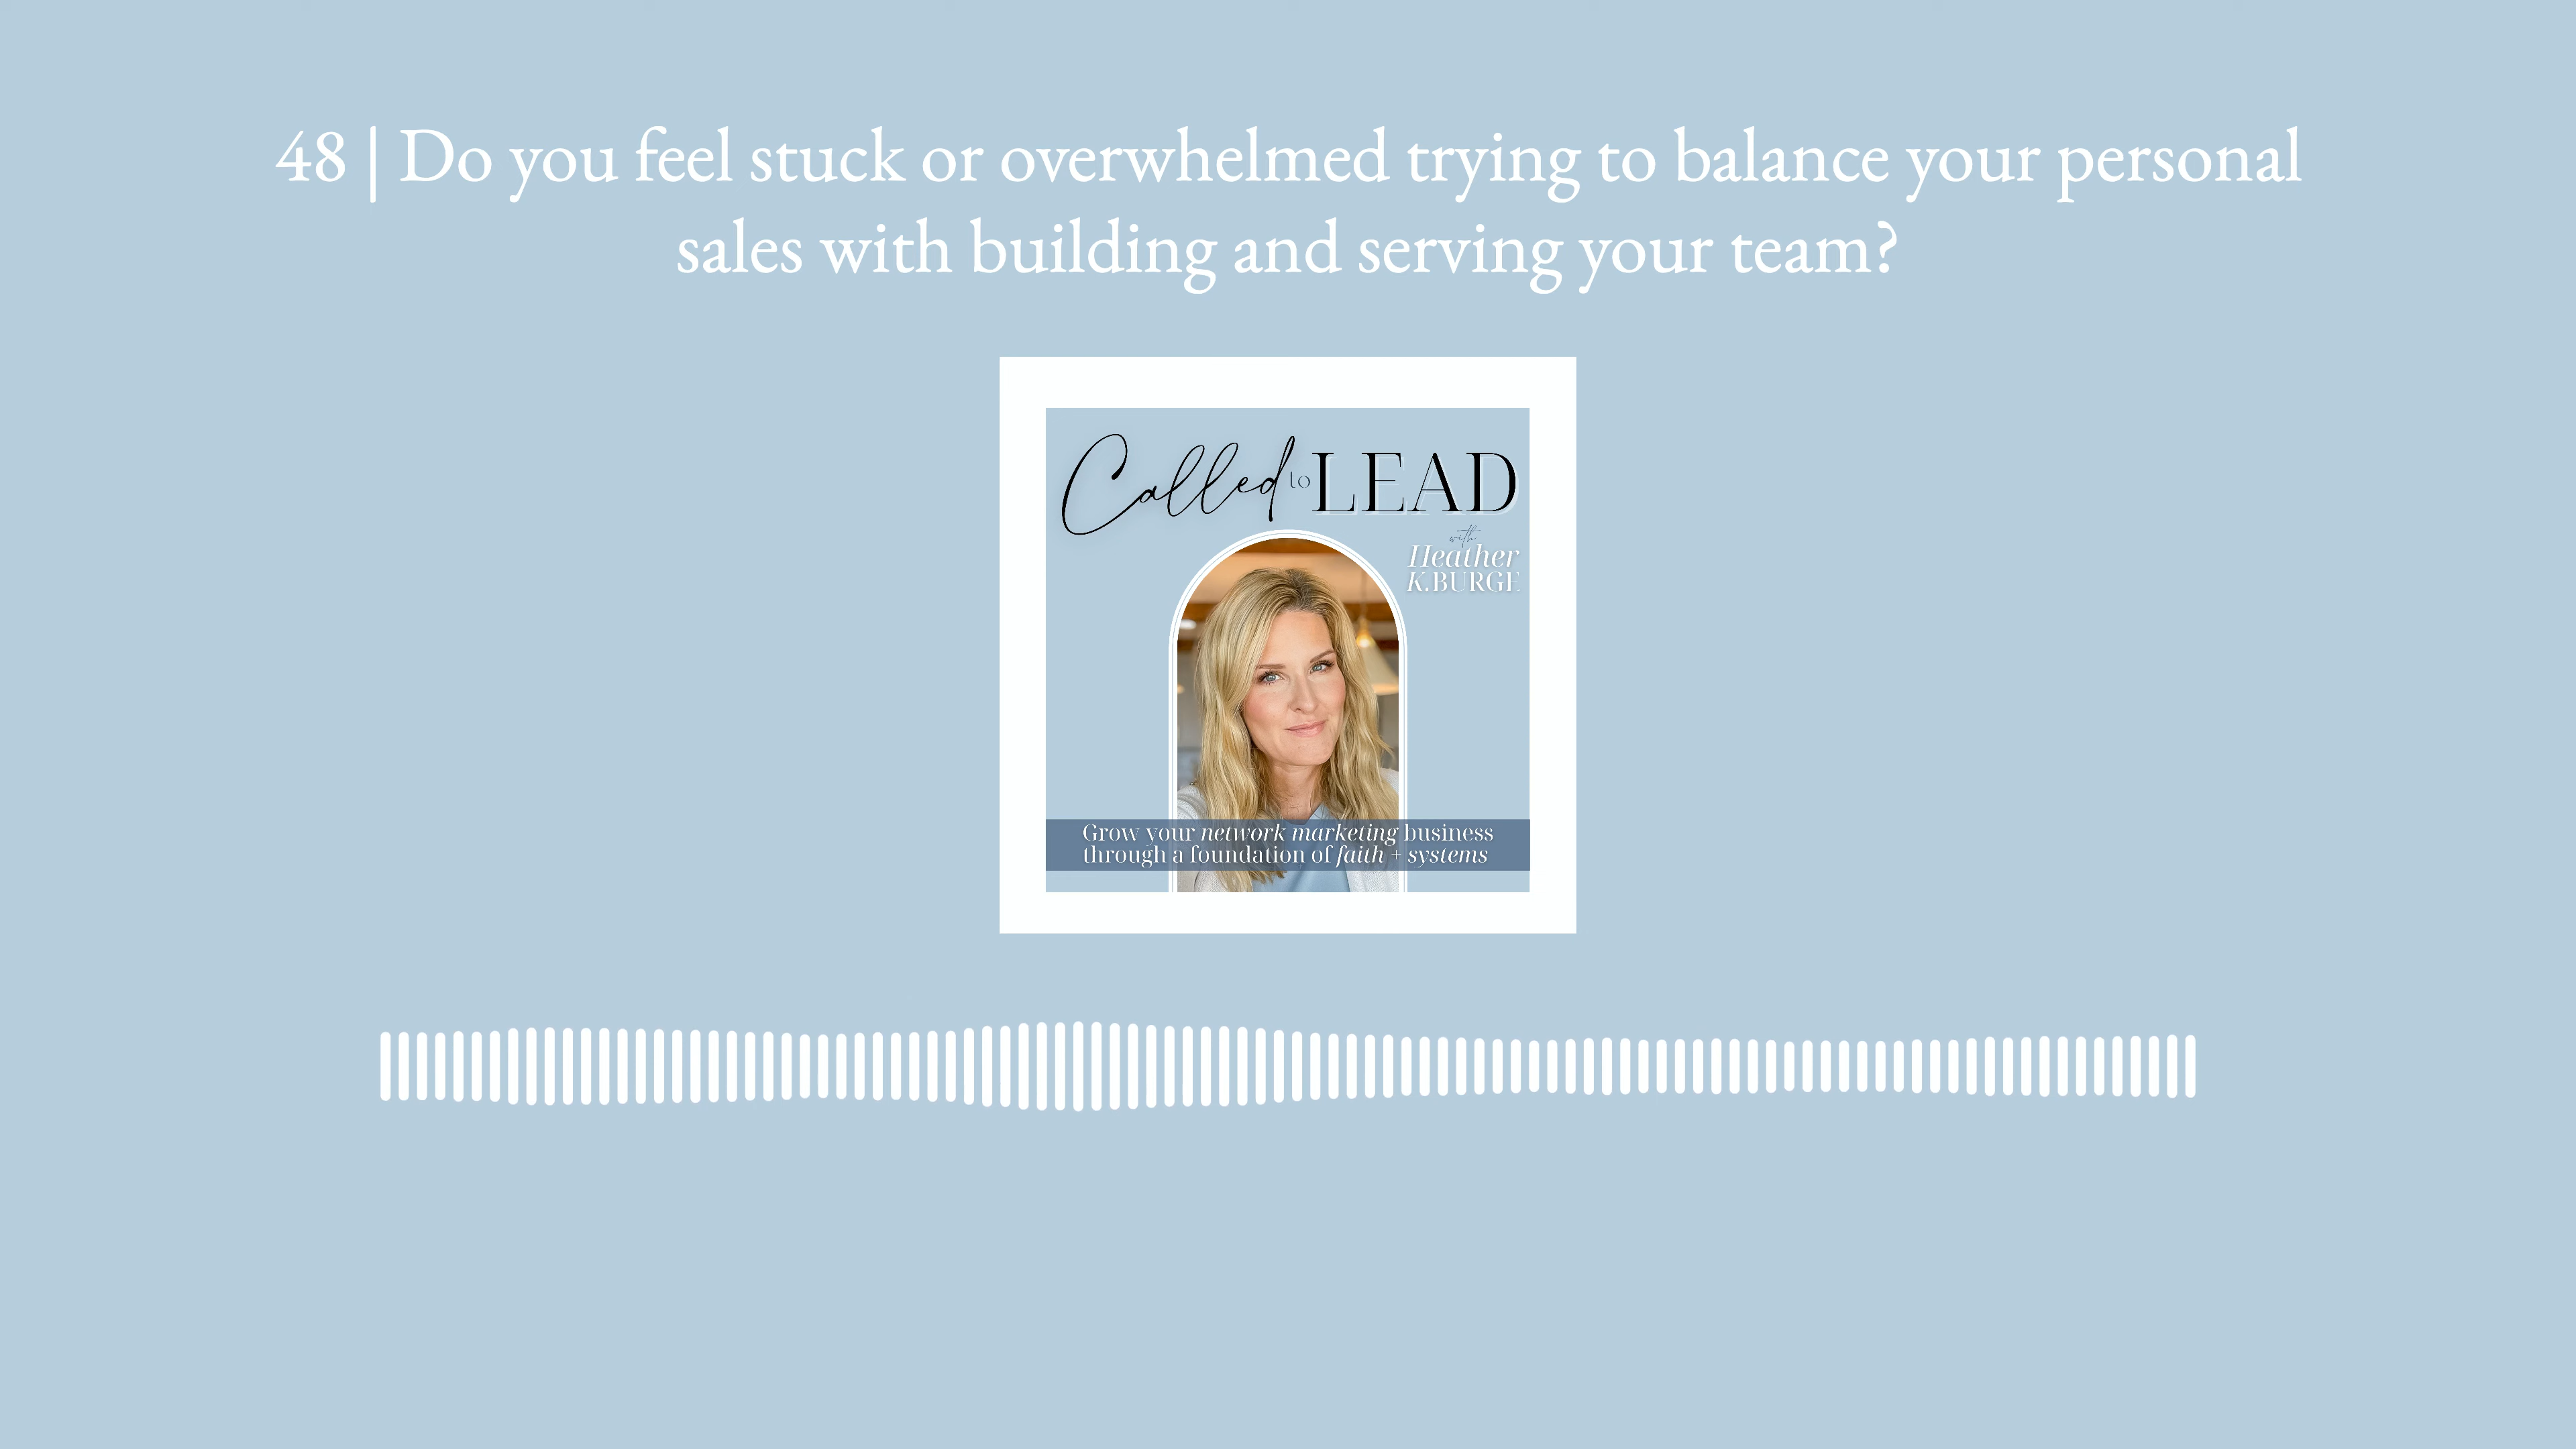 48 | Do you feel stuck or overwhelmed trying to balance your personal
sales with building and serving your team?
Called to LEAD
with
Heather
K.BURGE
Grow your network marketing business
through a foundation of faith + systems